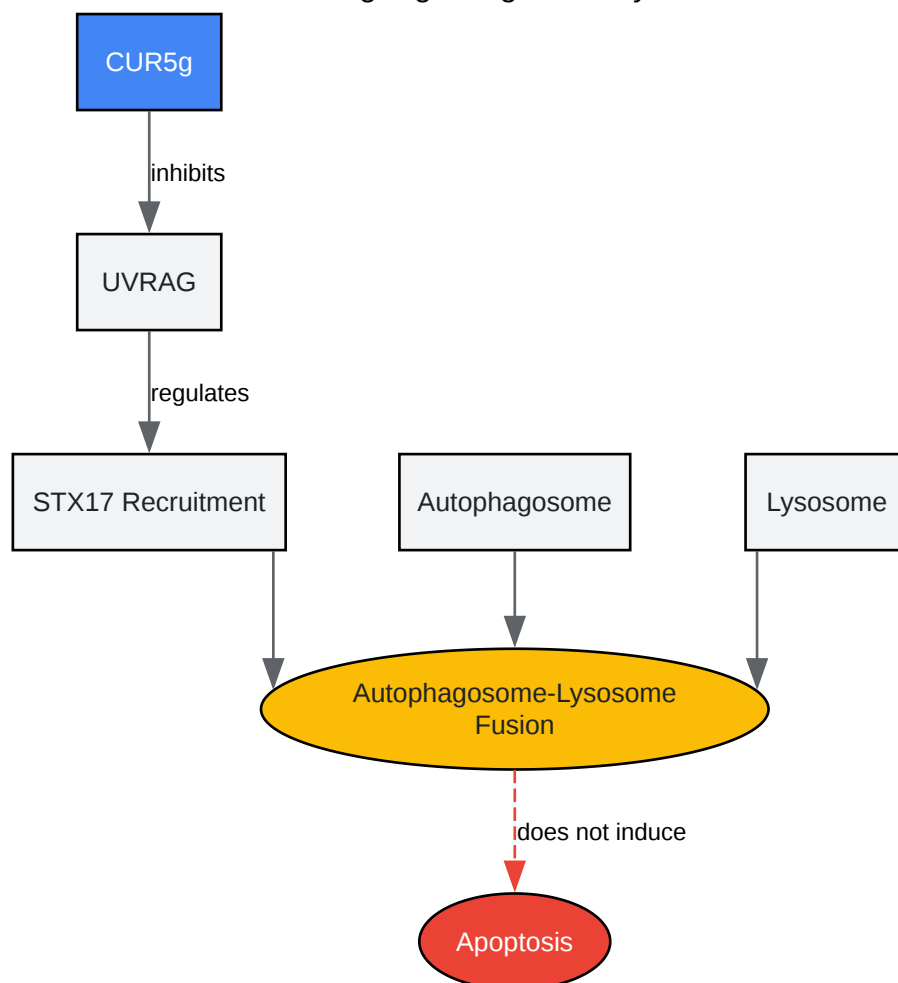 CUR5g
inhibits
UVRAG
regulates
STX17 Recruitment
Autophagosome
Lysosome
Autophagosome-Lysosome
Fusion
does not induce
Apoptosis